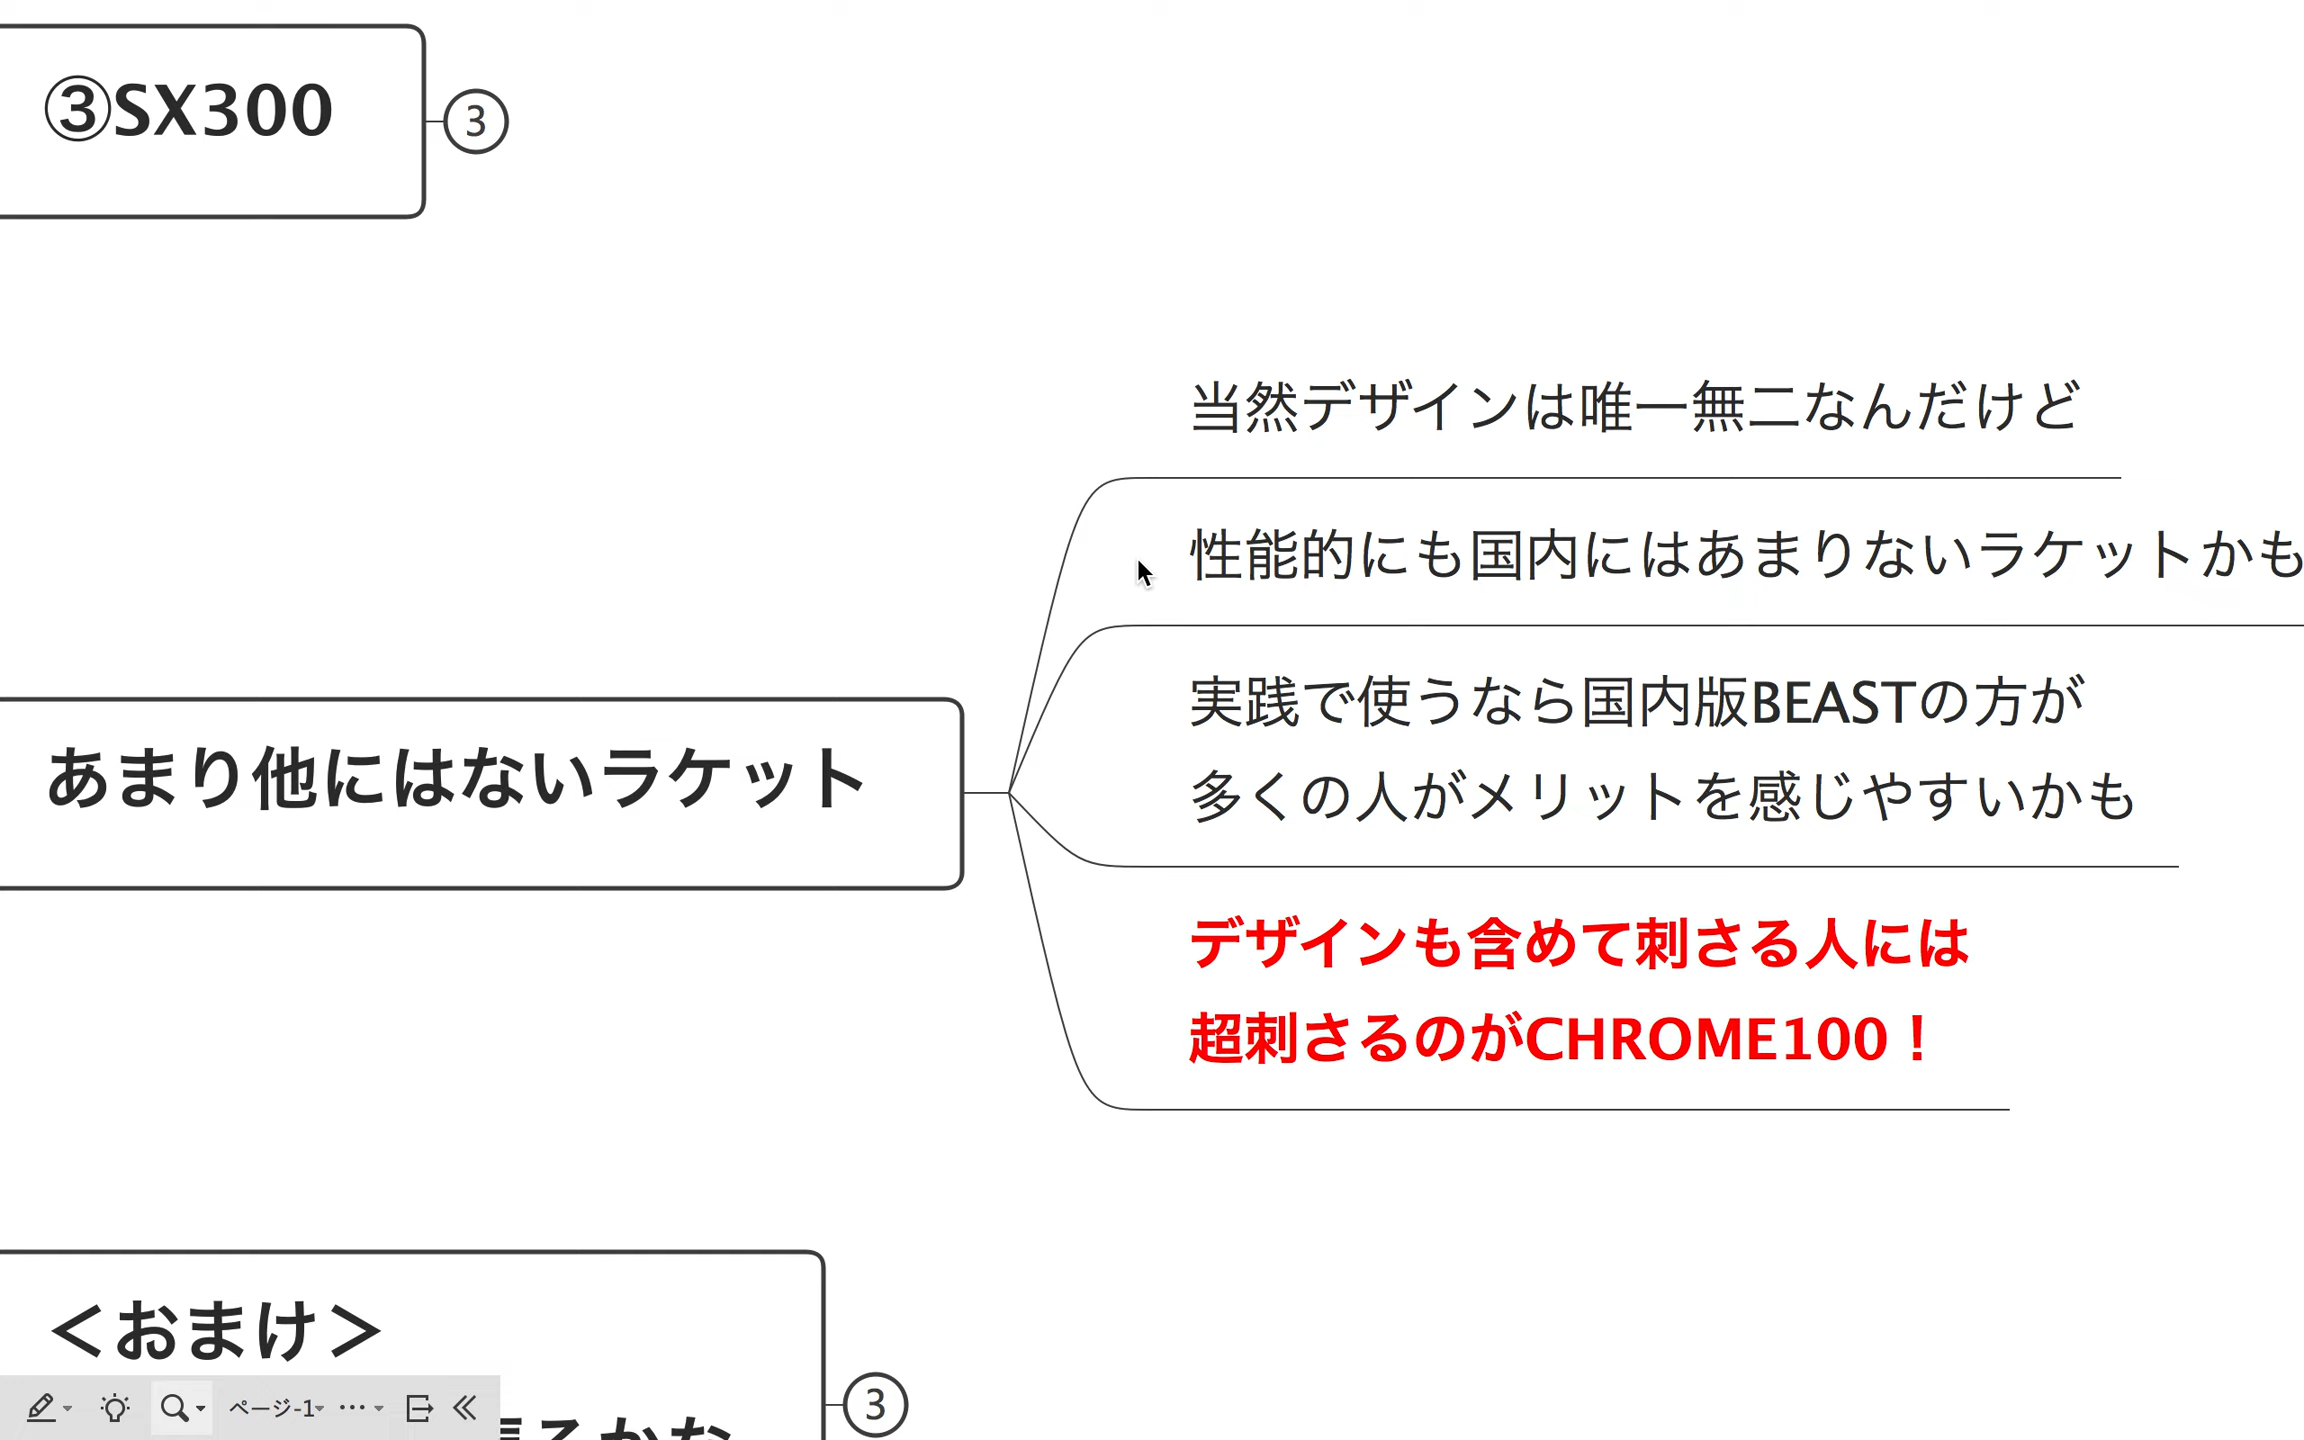 ③SX300
3
当然デザインは唯一無二なんだけど
性能的にも国内にはあまりないラケットかも
あまり他にはないラケット
実践で使うなら国内版BEASTの方が
多くの人がメリットを感じやすいかも
デザインも含めて刺さる人には
超刺さるのがCHROME100！
＜おまけ＞
3
ページ-1